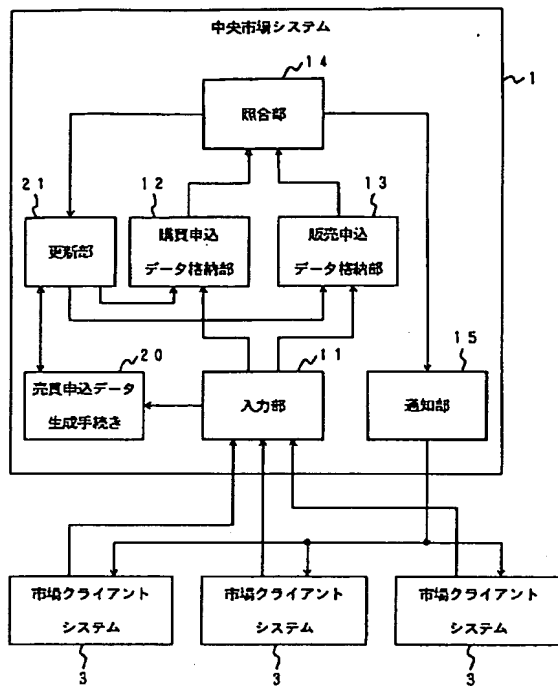 中央市場システム
14
1
照合部
21
12
13
更新部
購買申込
データ格納部
販売申込
データ格納部
20
11
15
売買申込データ
生成手続き
入力部
通知部
市場クライアント
システム
市場クライアント
システム
市場クライアント
システム
3
3
3